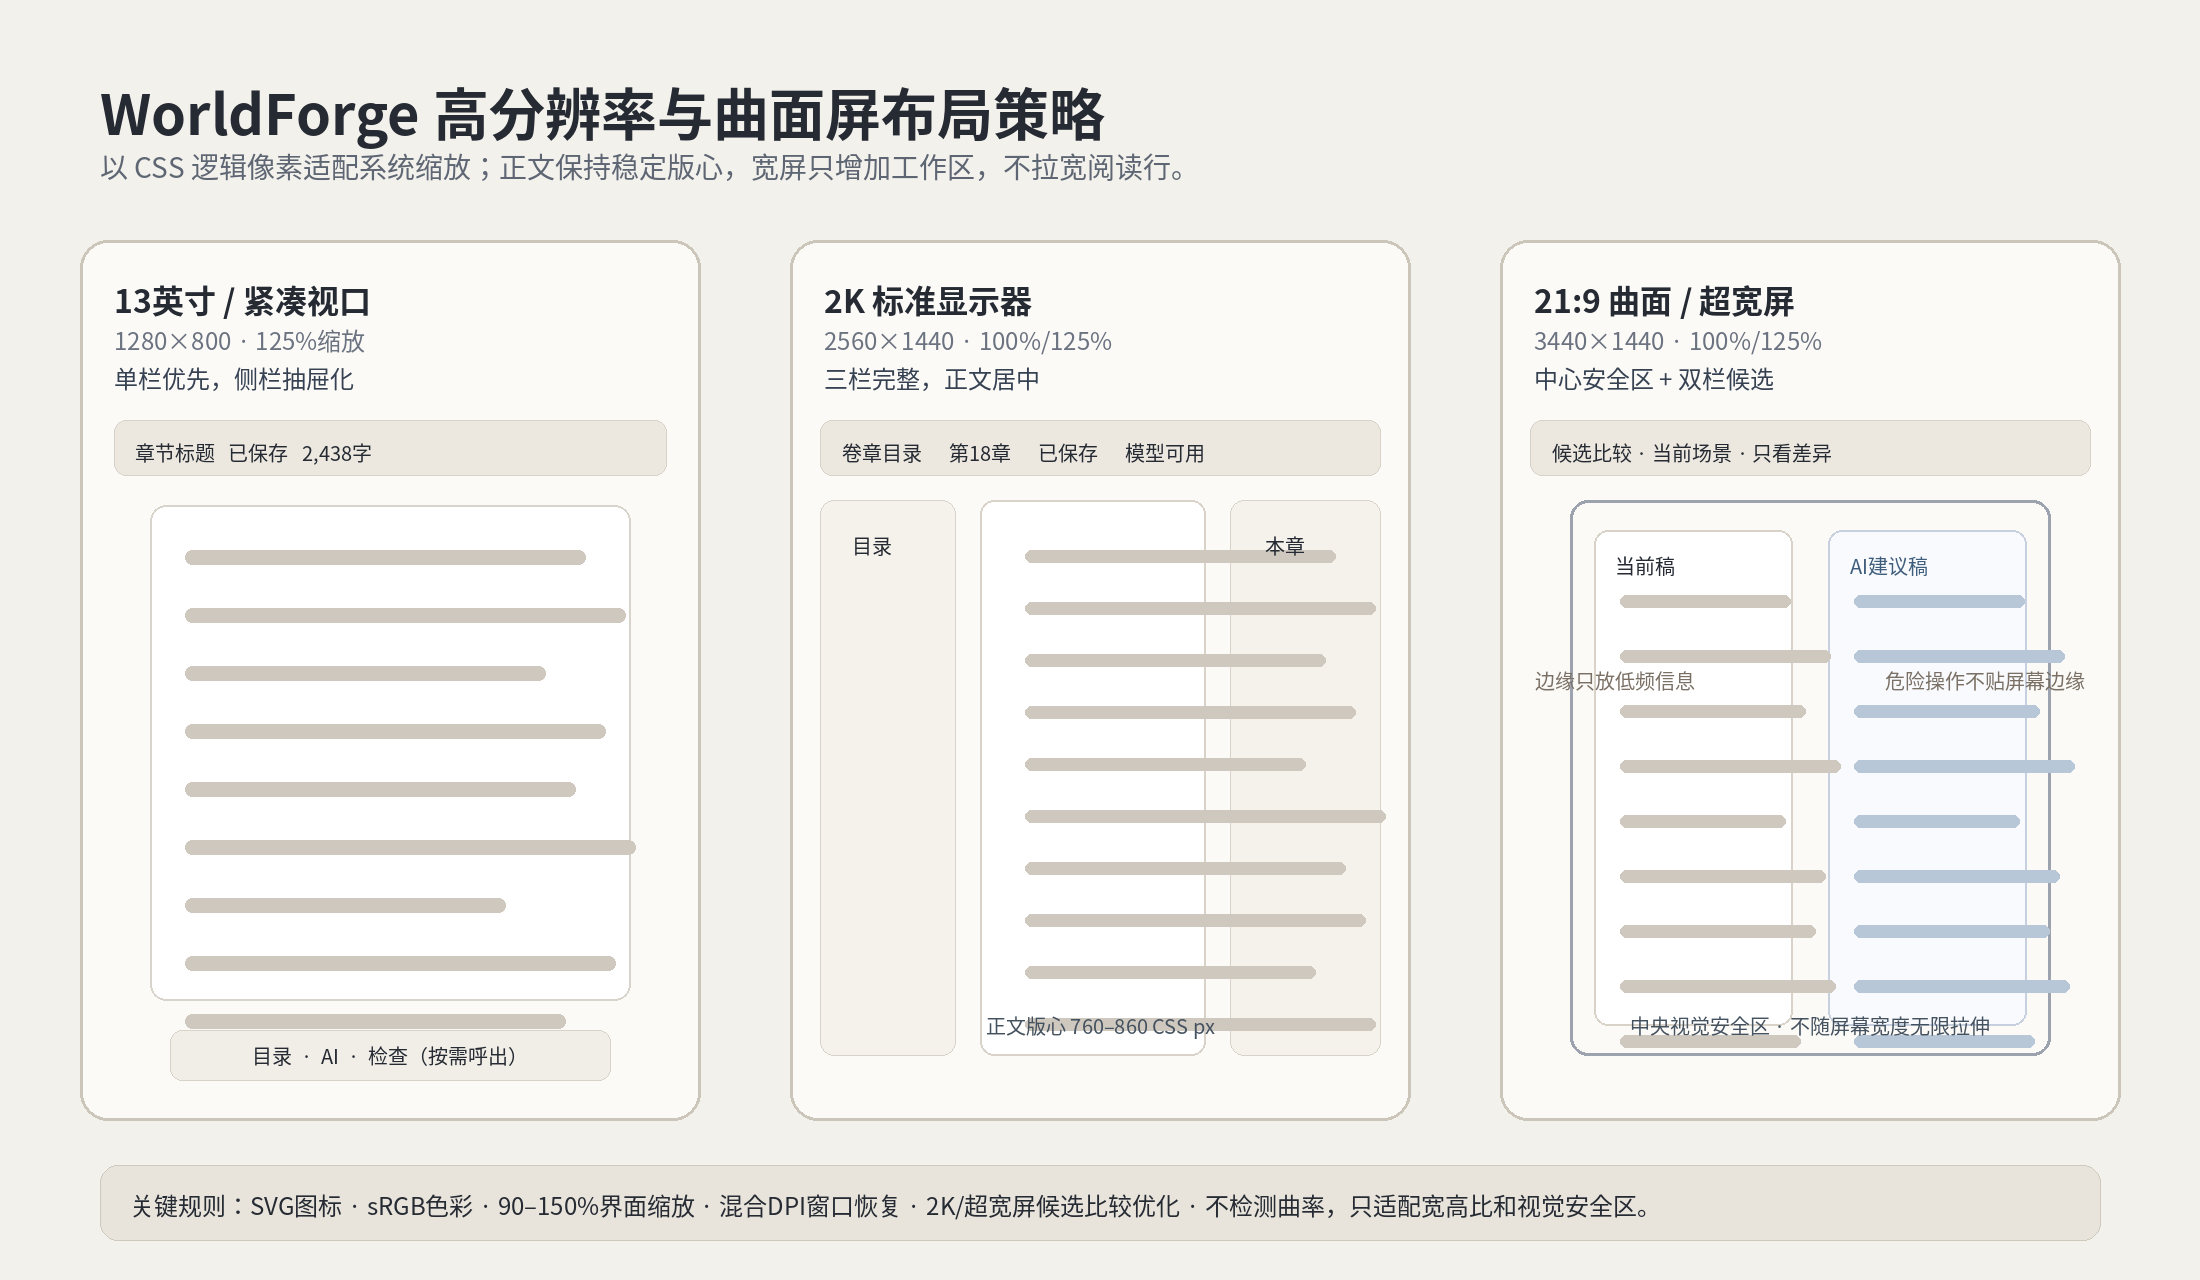 WorldForge 高分辨率与曲面屏布局策略
以 CSS 逻辑像素适配系统缩放；正文保持稳定版心，宽屏只增加工作区，不拉宽阅读行。
13英寸 / 紧凑视口
1280×800 · 125%缩放
单栏优先，侧栏抽屉化
章节标题 已保存 2,438字
目录 · AI · 检查（按需呼出）
2K 标准显示器
2560×1440 · 100%/125%
三栏完整，正文居中
卷章目录 第18章 已保存 模型可用
目录
本章
正文版心 760–860 CSS px
21:9 曲面 / 超宽屏
3440×1440 · 100%/125%
中心安全区 + 双栏候选
候选比较 · 当前场景 · 只看差异
当前稿
AI建议稿
边缘只放低频信息
危险操作不贴屏幕边缘
中央视觉安全区 · 不随屏幕宽度无限拉伸
关键规则：SVG图标 · sRGB色彩 · 90–150%界面缩放 · 混合DPI窗口恢复 · 2K/超宽屏候选比较优化 · 不检测曲率，只适配宽高比和视觉安全区。